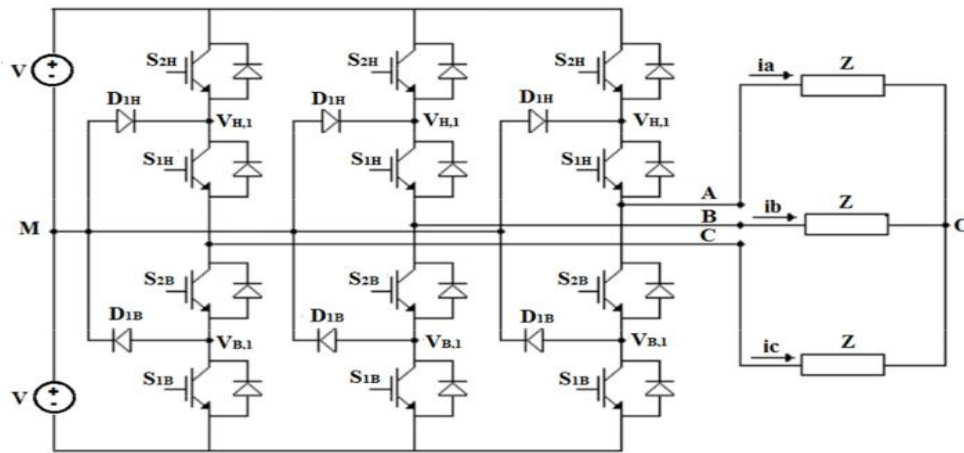 S2H S2H S2H
ia Z
V + -
D1H D1H D1H
VH,1 VH,1 VH,1
S1H S1H S1H
A
M B ib Z
C
S2B S2B S2B
D1B D1B D1B
VB,1 VB,1 VB,1
ic Z
S1B S1B S1B
V + -